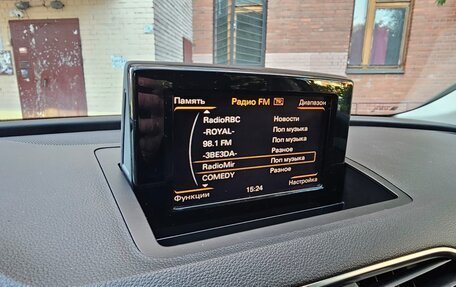 Память Радио FM TP Диапазон
RadioRBC Новости
-ROYAL- Поп музыка
98.1 FM Поп музыка
-ЗВЕЗДА- Разное
RadioMir Поп музыка
COMEDY Разное
Функции 15:24 Настройка